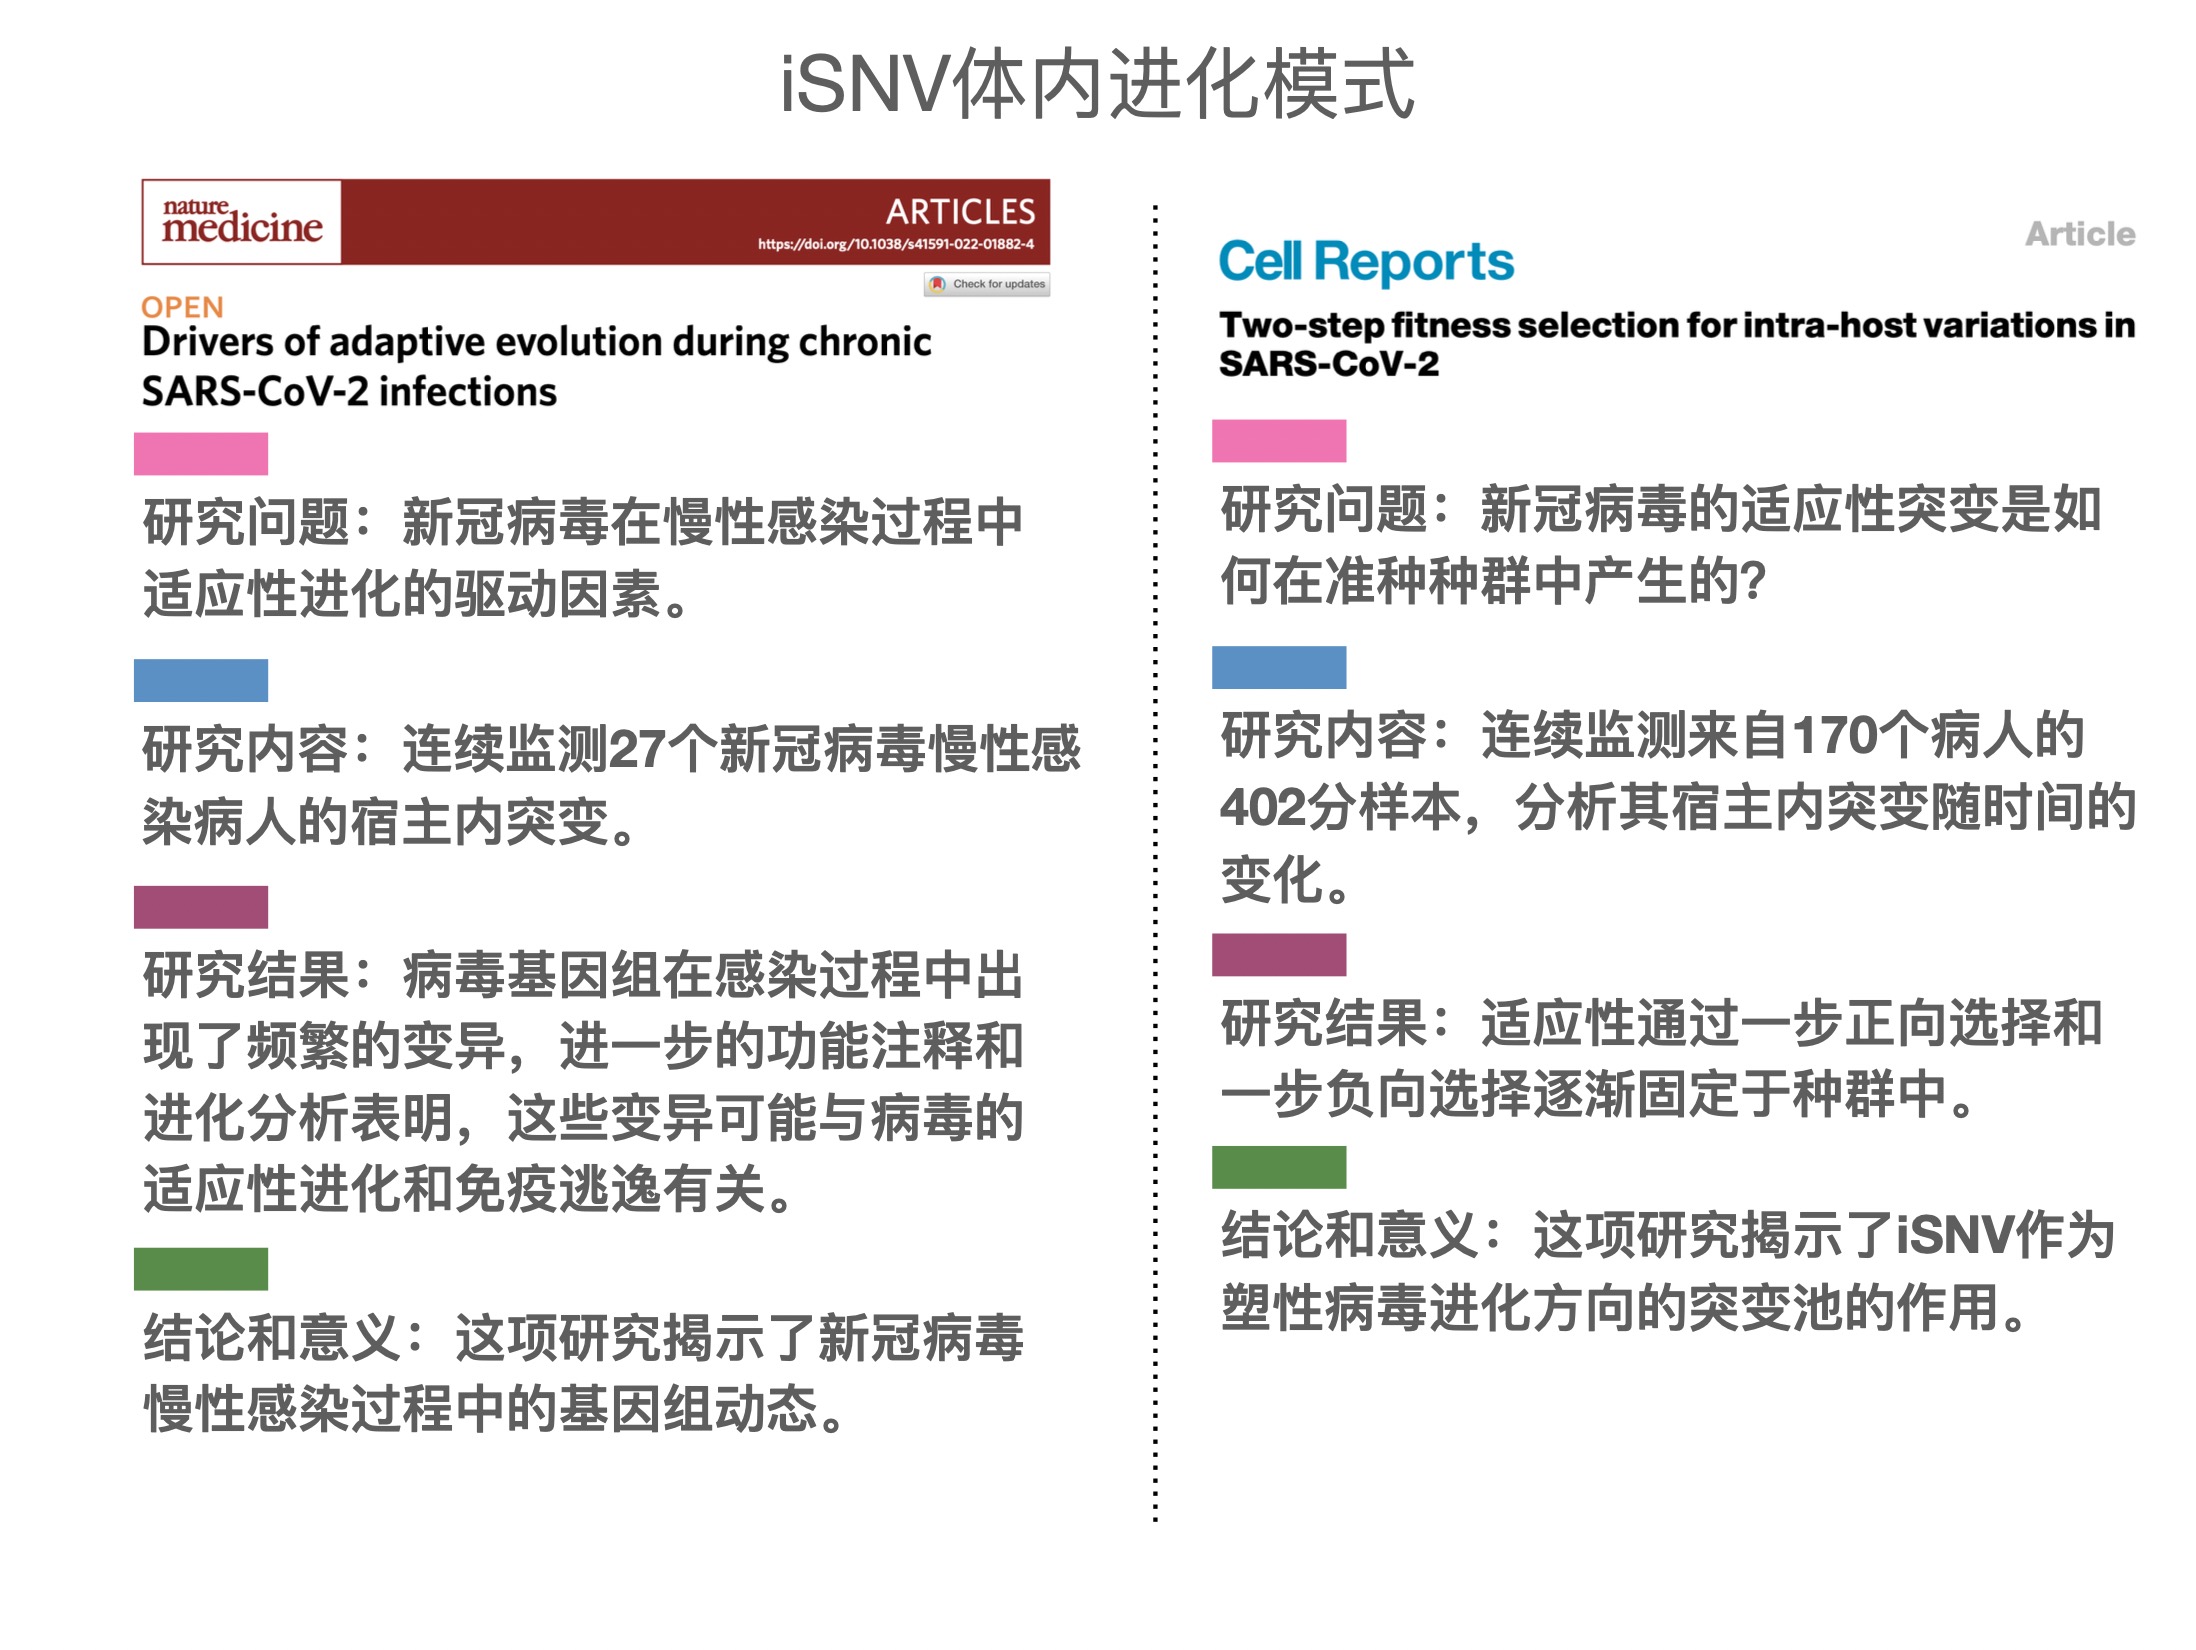 iSNV体内进化模式
nature
medicine
ARTICLES
https://doi.org/10.1038/s41591-022-01882-4
Check for updates
OPEN
Drivers of adaptive evolution during chronic
SARS-CoV-2 infections
研究问题：新冠病毒在慢性感染过程中
适应性进化的驱动因素。
研究内容：连续监测27个新冠病毒慢性感
染病人的宿主内突变。
研究结果：病毒基因组在感染过程中出
现了频繁的变异，进一步的功能注释和
进化分析表明，这些变异可能与病毒的
适应性进化和免疫逃逸有关。
结论和意义：这项研究揭示了新冠病毒
慢性感染过程中的基因组动态。
Article
Cell Reports
Two-step fitness selection for intra-host variations in
SARS-CoV-2
研究问题：新冠病毒的适应性突变是如
何在准种种群中产生的？
研究内容：连续监测来自170个病人的
402分样本，分析其宿主内突变随时间的
变化。
研究结果：适应性通过一步正向选择和
一步负向选择逐渐固定于种群中。
结论和意义：这项研究揭示了iSNV作为
塑性病毒进化方向的突变池的作用。